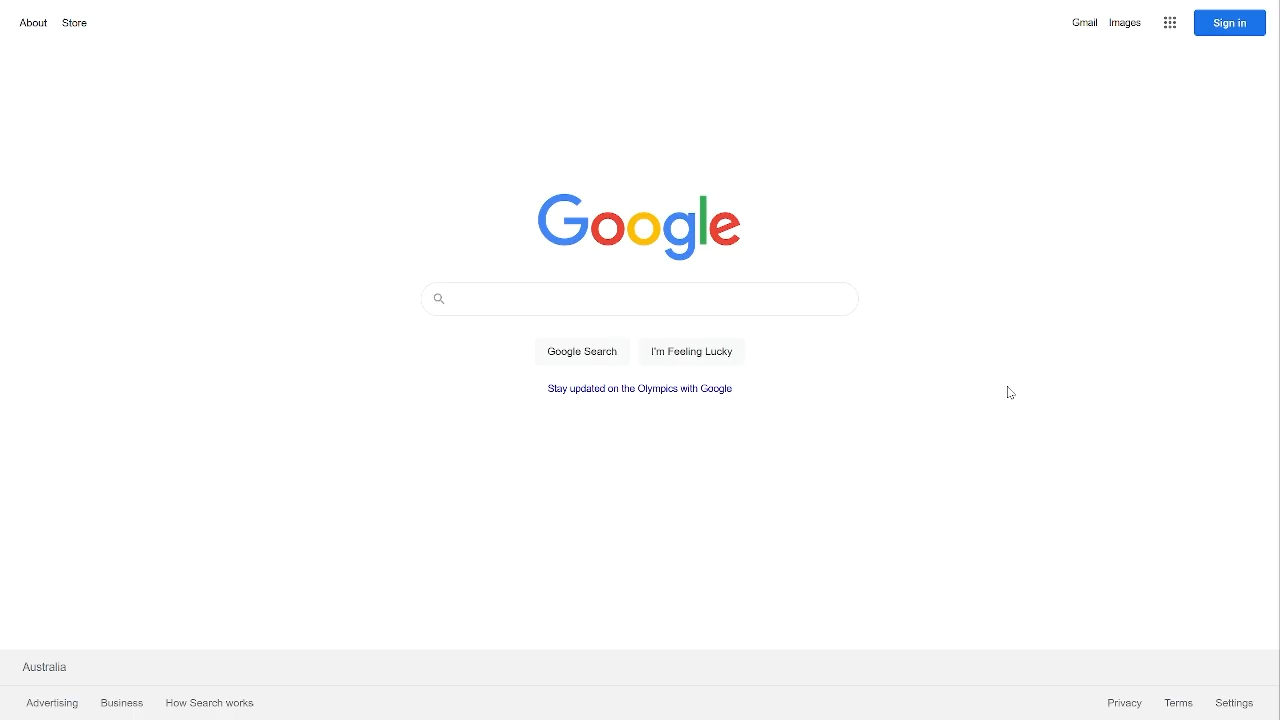 About Store Gmail Images Sign in
Google
Google Search I'm Feeling Lucky
Stay updated on the Olympics with Google
Australia
Advertising Business How Search works Privacy Terms Settings